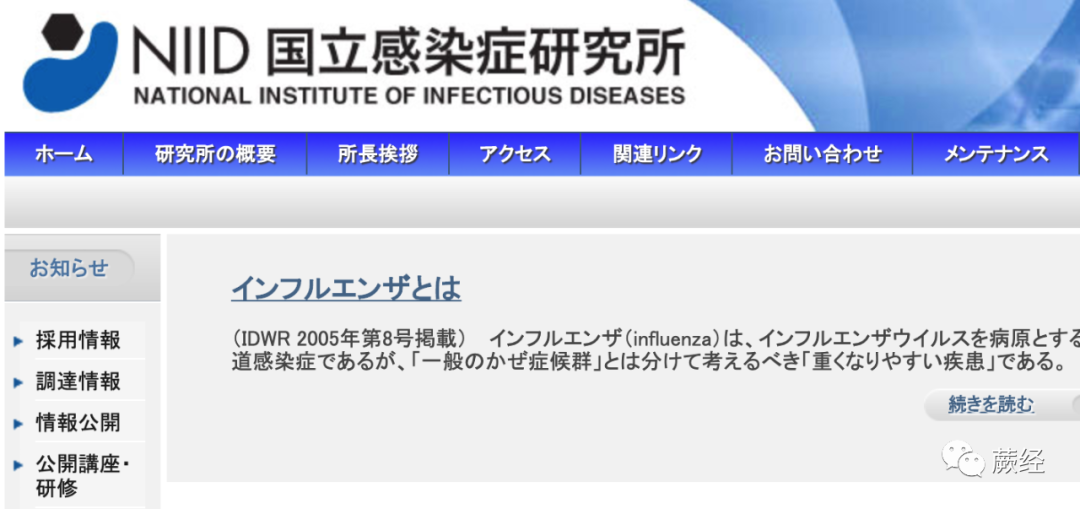 NIID 国立感染症研究所
NATIONAL INSTITUTE OF INFECTIOUS DISEASES
ホーム 研究所の概要 所長挨拶 アクセス 関連リンク お問い合わせ メンテナンス
お知らせ
採用情報
調達情報
情報公開
公開講座・
研修
インフルエンザとは
（IDWR 2005年第8号掲載） インフルエンザ（influenza）は、インフルエンザウイルスを病原とする
道感染症であるが、「一般のかぜ症候群」とは分けて考えるべき「重くなりやすい疾患」である。
続きを読む
蕨经